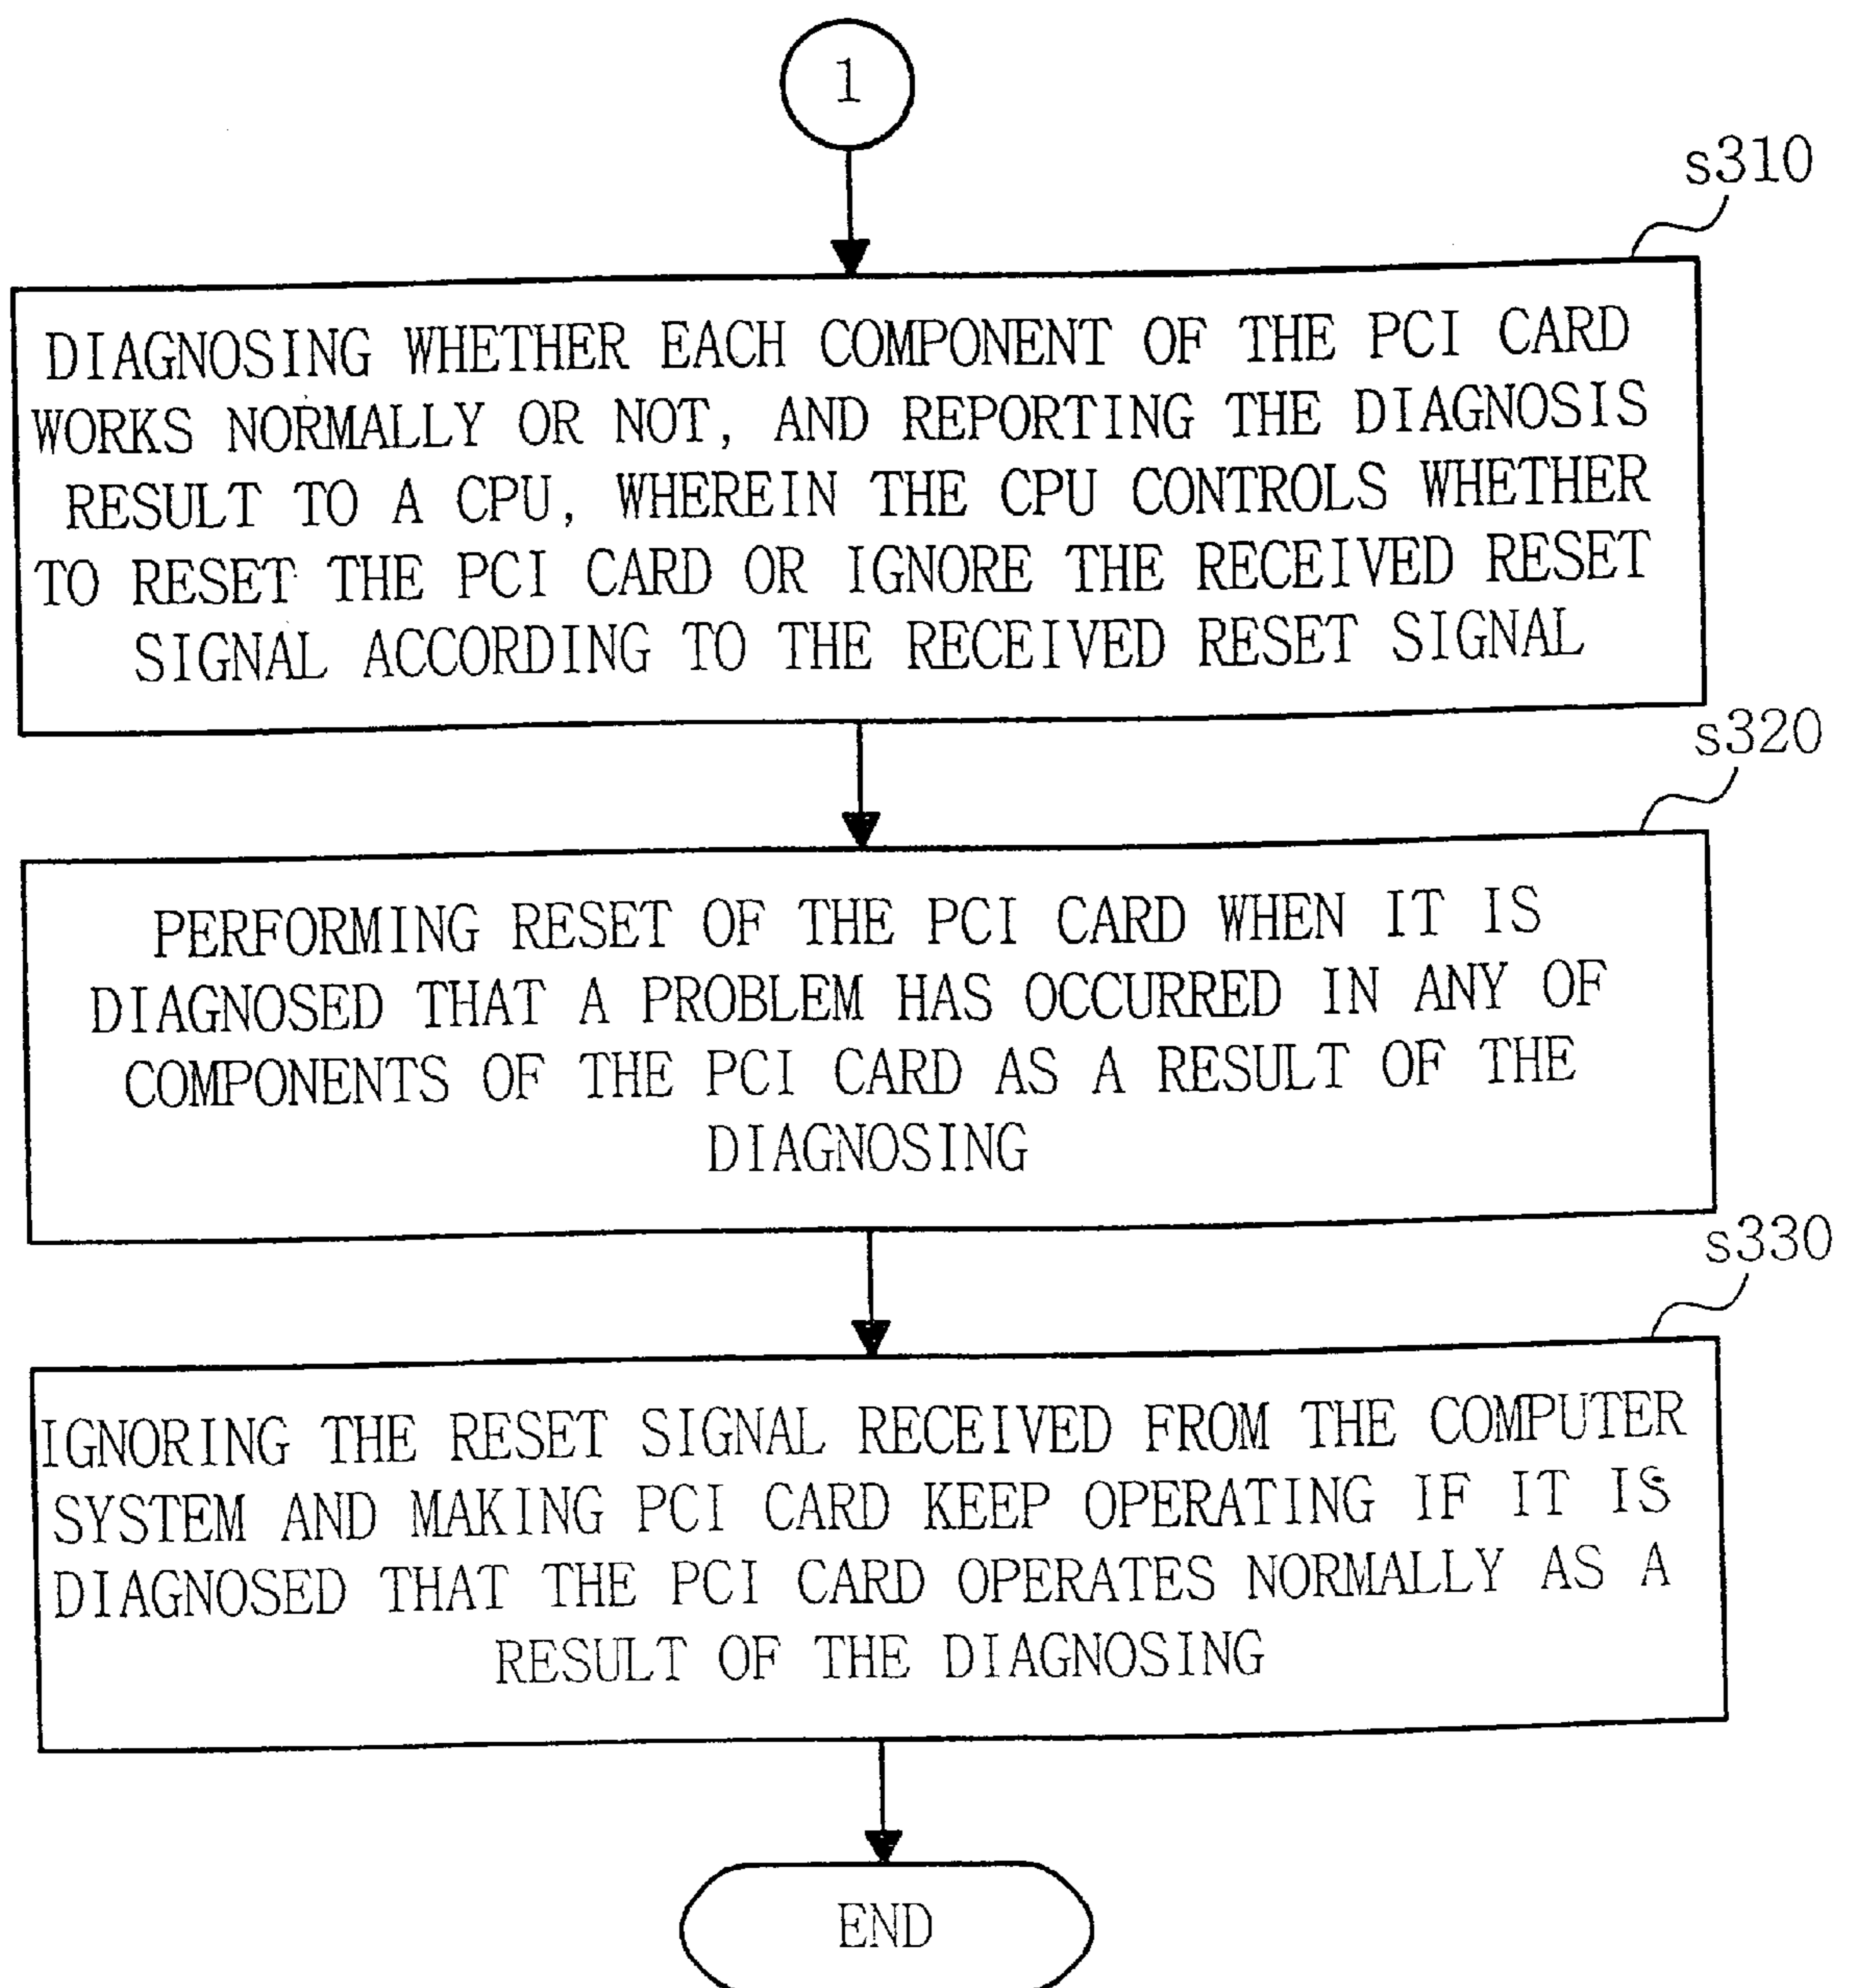 1
s310
DIAGNOSING WHETHER EACH COMPONENT OF THE PCI CARD
WORKS NORMALLY OR NOT, AND REPORTING THE DIAGNOSIS
RESULT TO A CPU, WHEREIN THE CPU CONTROLS WHETHER
TO RESET THE PCI CARD OR IGNORE THE RECEIVED RESET
SIGNAL ACCORDING TO THE RECEIVED RESET SIGNAL
s320
PERFORMING RESET OF THE PCI CARD WHEN IT IS
DIAGNOSED THAT A PROBLEM HAS OCCURRED IN ANY OF
COMPONENTS OF THE PCI CARD AS A RESULT OF THE
DIAGNOSING
s330
IGNORING THE RESET SIGNAL RECEIVED FROM THE COMPUTER
SYSTEM AND MAKING PCI CARD KEEP OPERATING IF IT IS
DIAGNOSED THAT THE PCI CARD OPERATES NORMALLY AS A
RESULT OF THE DIAGNOSING
END